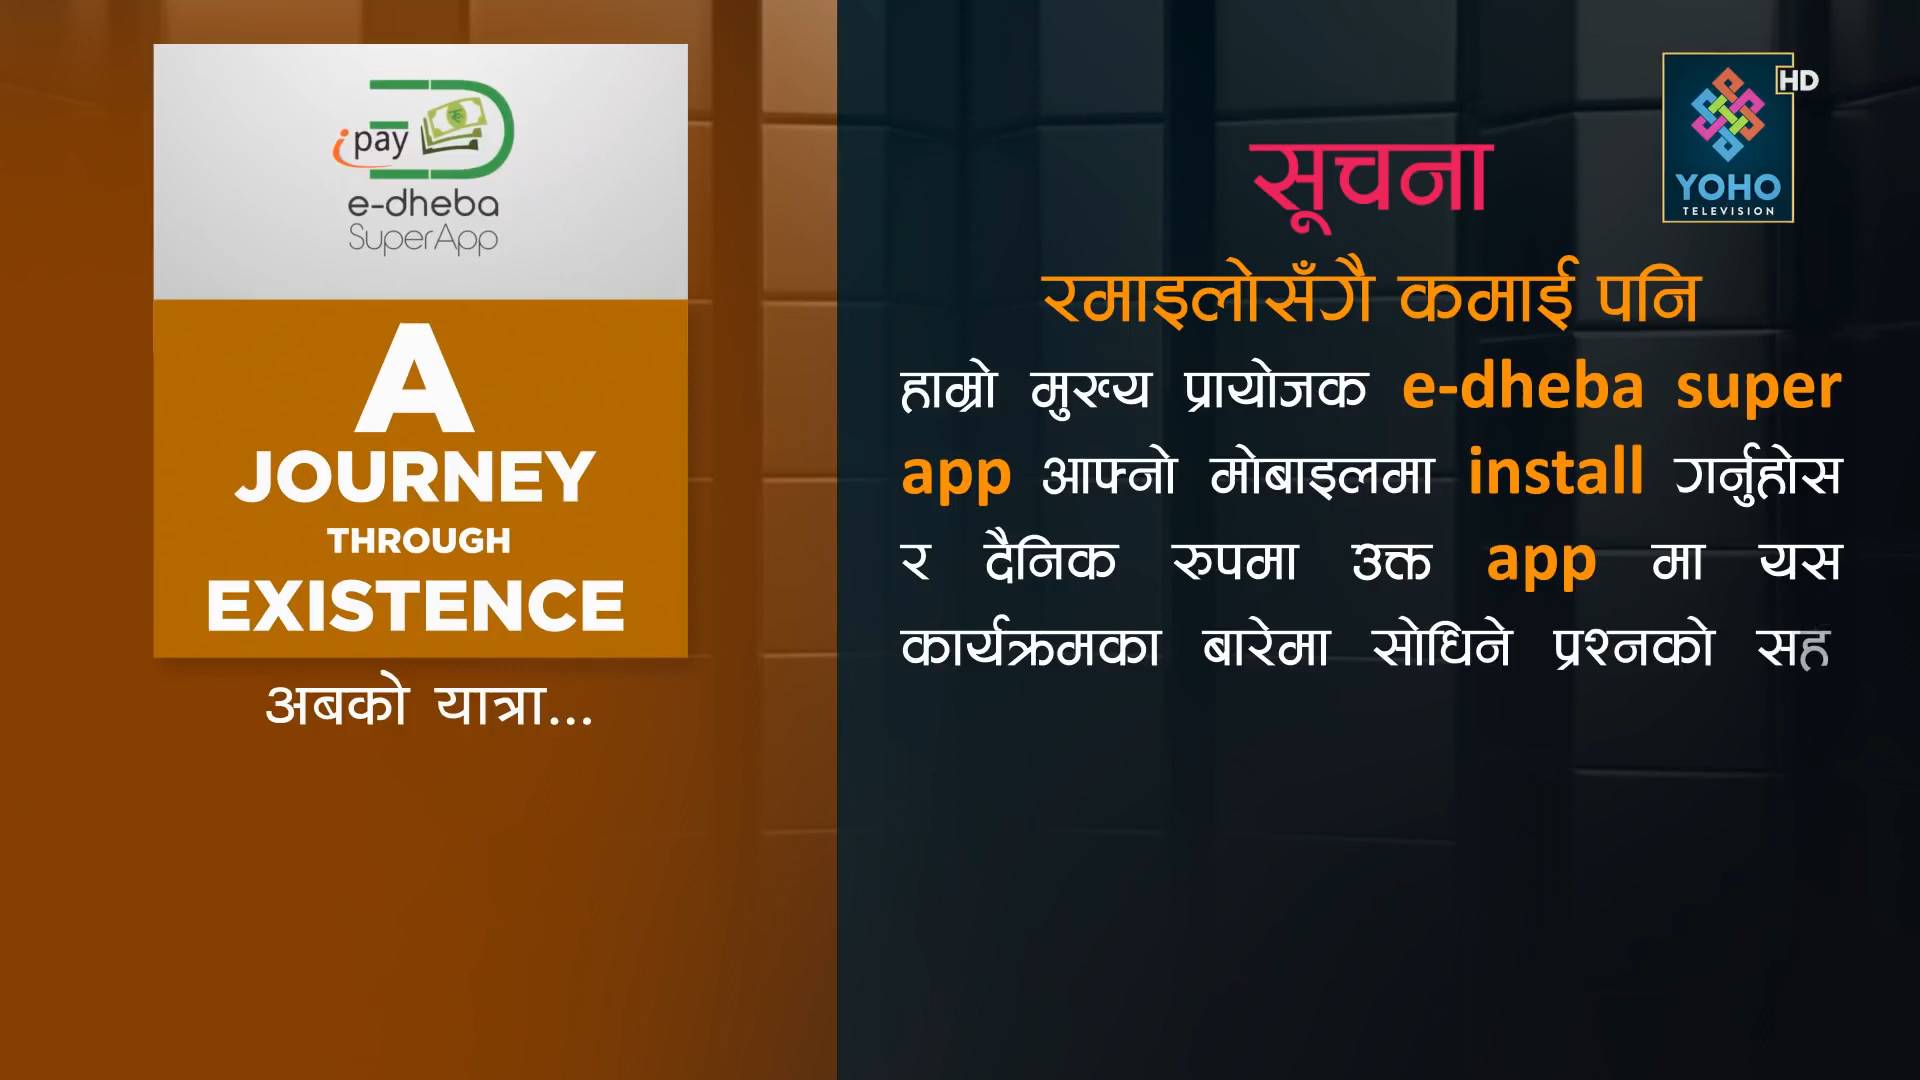 ipay
e-dheba
SuperApp
A
JOURNEY
THROUGH
EXISTENCE
अबको यात्रा...
HD
YOHO
TELEVISION
सूचना
रमाइलोसँगै कमाई पनि
हाम्रो मुख्य प्रायोजक e-dheba super
app आफ्नो मोबाइलमा install गर्नुहोस
र दैनिक रुपमा उक्त app मा यस
कार्यक्रमका बारेमा सोधिने प्रश्नको सह